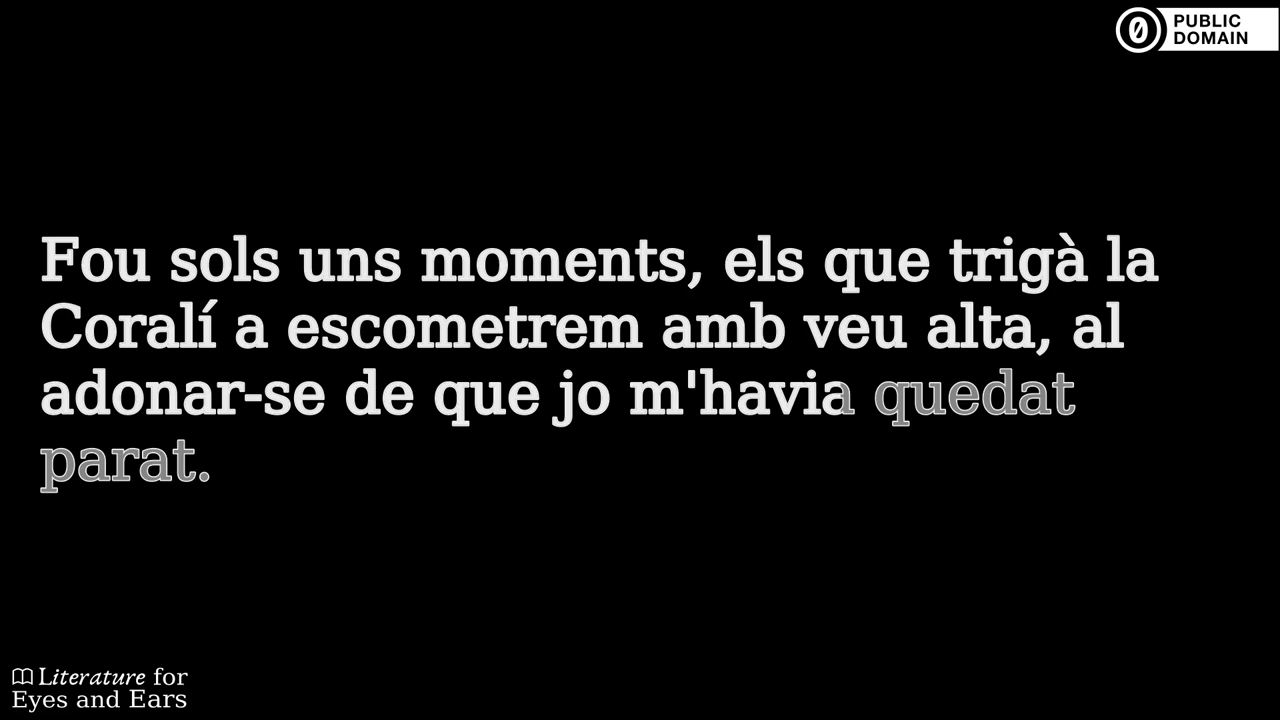 PUBLIC
DOMAIN
Fou sols uns moments, els que trigà la
Coralí a escometrem amb veu alta, al
adonar-se de que jo m'havia quedat
parat.
Literature for
Eyes and Ears